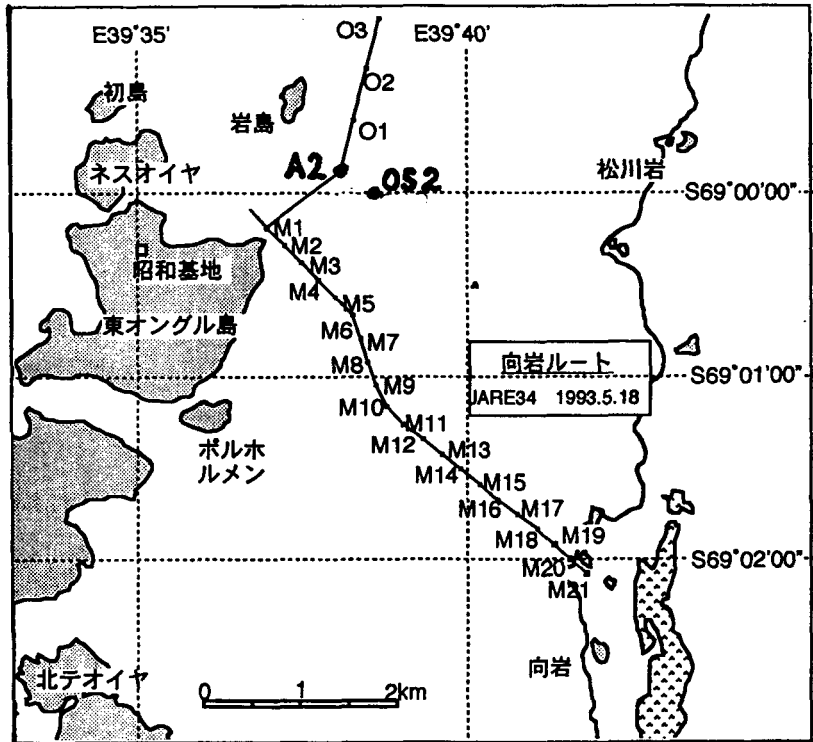 E39°35'
E39°40'
O3
O2
O1
初島
岩島
A2
OS2
ネスオイヤ
松川岩
S69°00'00"
M1
M2
M3
M4
昭和基地
M5
M6
東オングル島
M7
M8
向岩ルート
JARE34 1993.5.18
S69°01'00"
M9
M10
M11
M12
ボルホ
ルメン
M13
M14
M15
M16
M17
M18
M19
M20
S69°02'00"
M21
向岩
北テオイヤ
0 2km